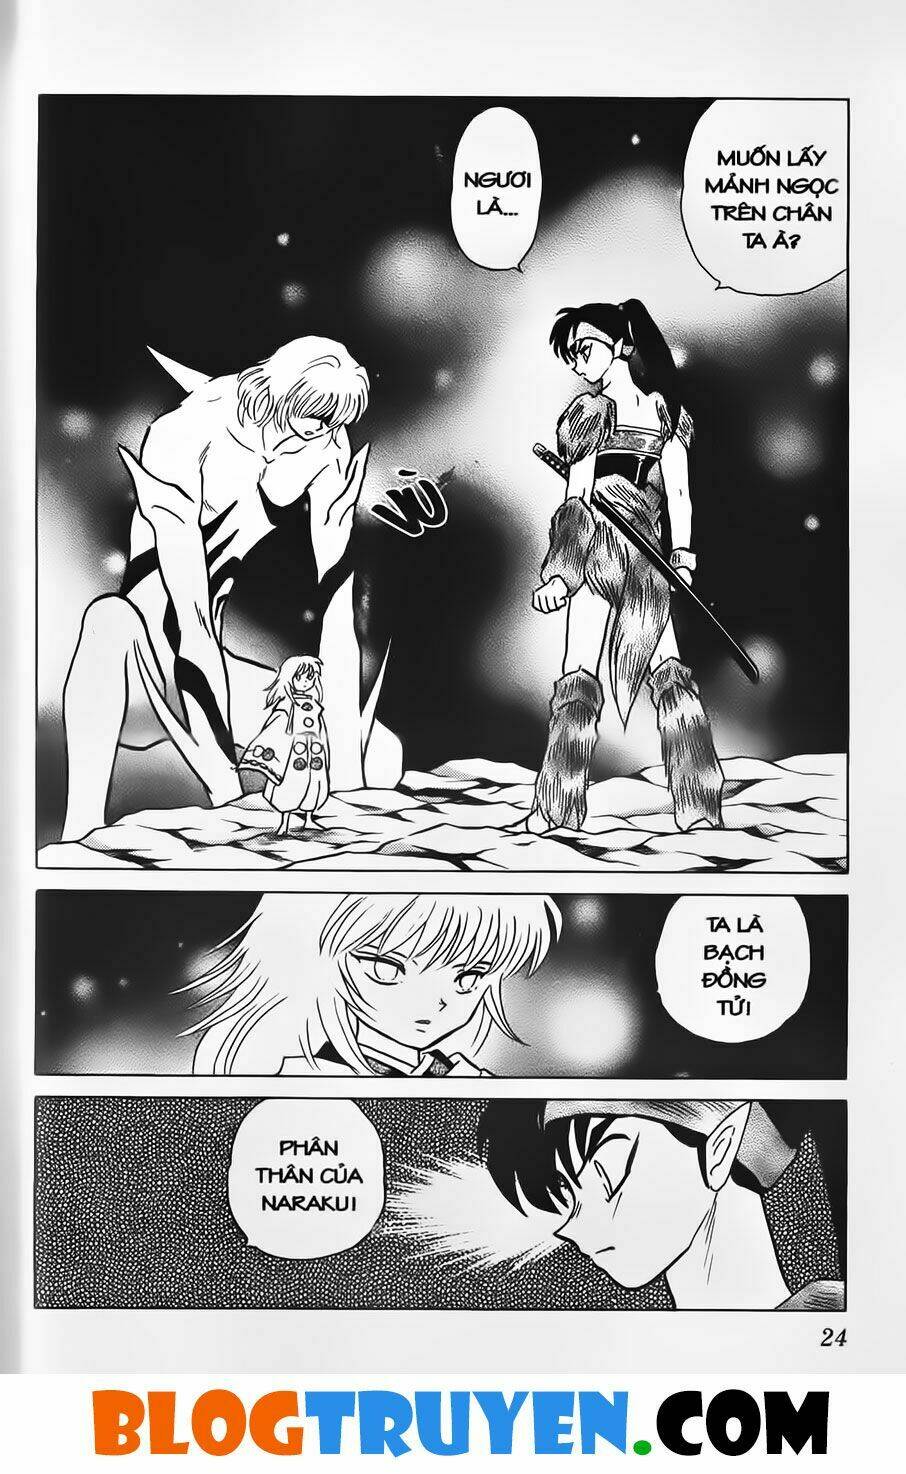 MUỐN LẤY
MẢNH NGỌC
TRÊN CHÂN
TA À?
NGƯƠI
LÀ...
VÙ
TA LÀ
BẠCH
ĐỒNG
TỬ!
PHÂN
THÂN CỦA
NARAKU!
24
BLOGTRUYEN.COM